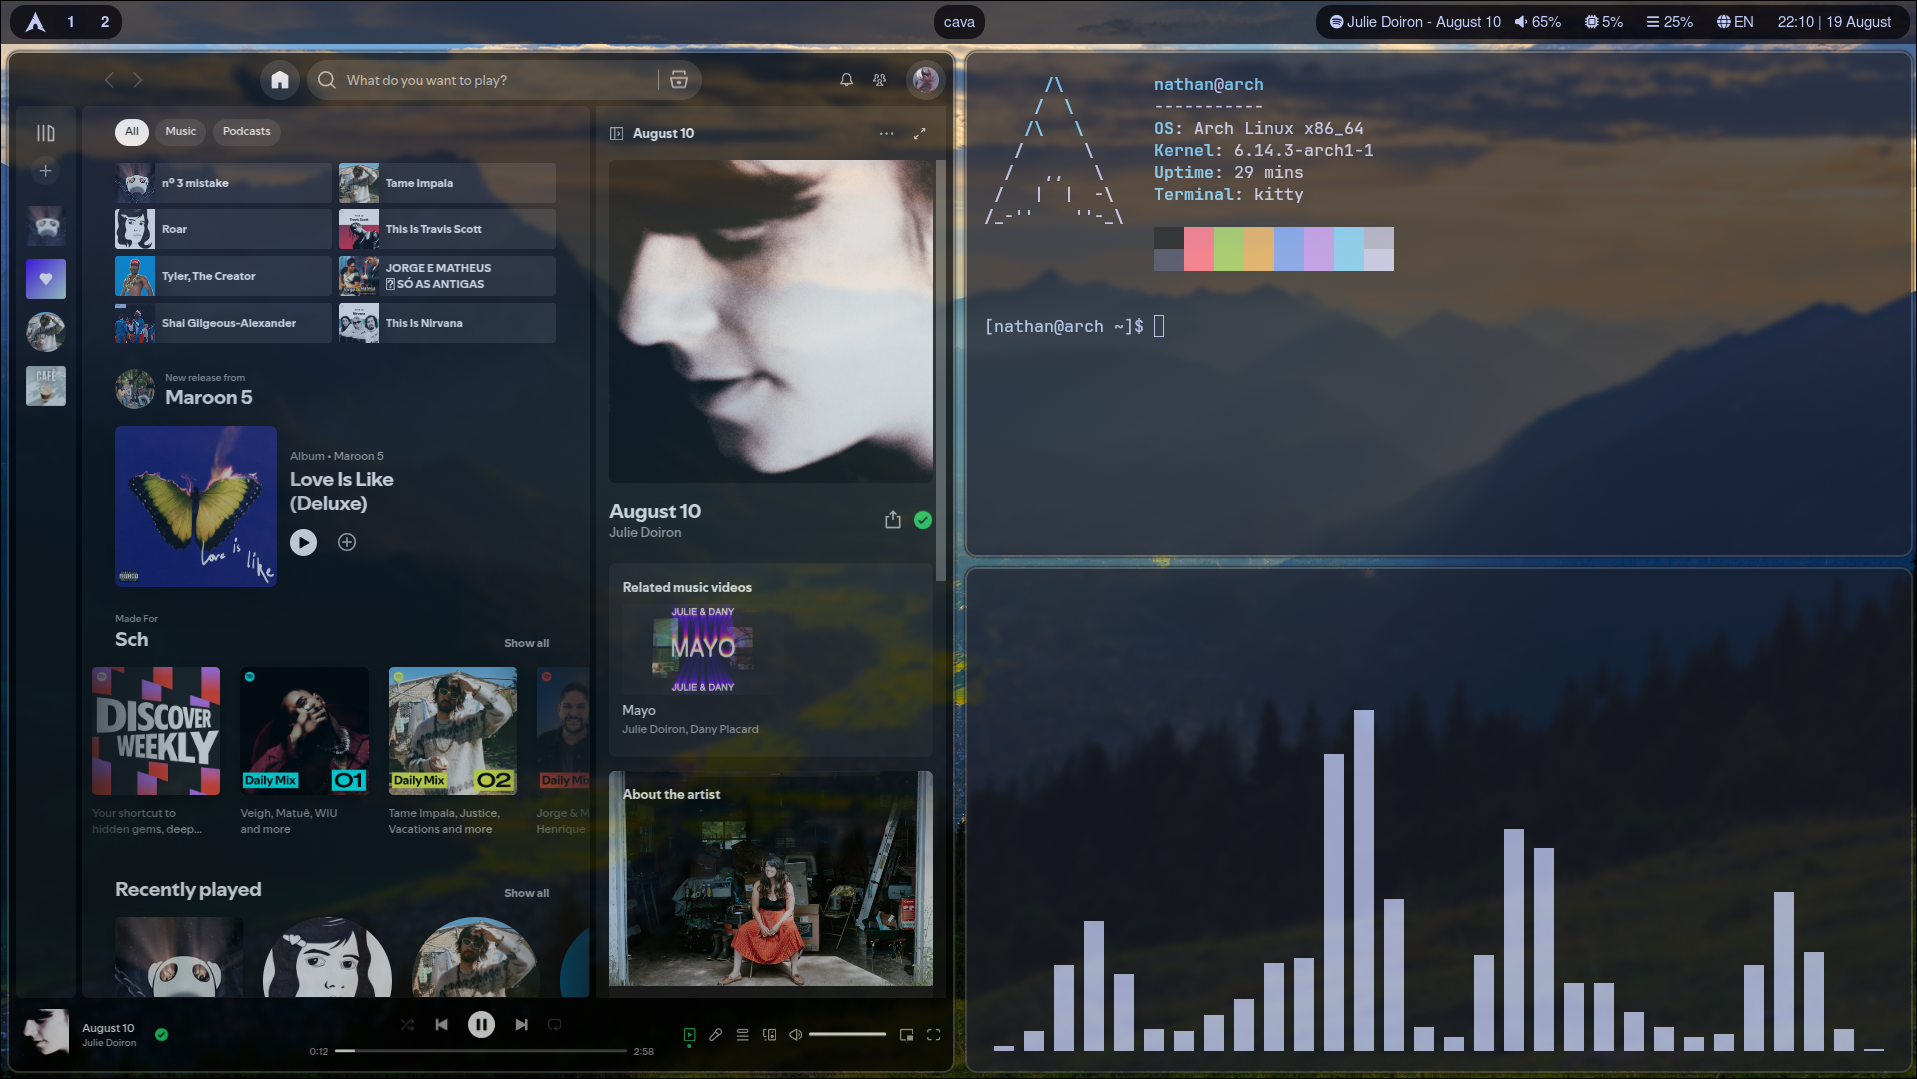 1 2
cava
Julie Doiron - August 10 65% 5% 25% EN 22:10 | 19 August
What do you want to play?
All Music Podcasts
nº 3 mistake
Tame Impala
Roar
This Is Travis Scott
Tyler, The Creator
JORGE E MATHEUS
SÓ AS ANTIGAS
Shai Gilgeous-Alexander
This Is Nirvana
CAFÉ
New release from
Maroon 5
Album • Maroon 5
Love Is Like
(Deluxe)
Love is like
Made For
Sch
Show all
DISCOVER
WEEKLY
Daily Mix 01
Daily Mix 02
Daily Mix
Your shortcut to
hidden gems, deep...
Veigh, Matuê, WIU
and more
Tame Impala, Justice,
Vacations and more
Jorge & M
Henrique
Recently played
Show all
August 10
August 10
Julie Doiron
Related music videos
JULIE & DANY
MAYO
JULIE & DANY
Mayo
Julie Doiron, Dany Placard
About the artist
August 10
Julie Doiron
0:12
2:58
nathan@arch
-----------
OS: Arch Linux x86_64
Kernel: 6.14.3-arch1-1
Uptime: 29 mins
Terminal: kitty
[nathan@arch ~]$